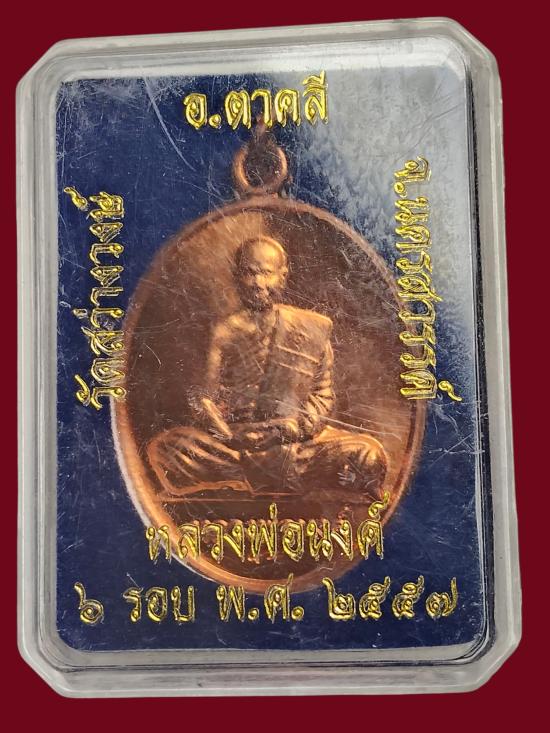 อ.ตาคลี
วัดสว่างวงษ์
จ.นครสวรรค์
หลวงพ่อนงค์
๖ รอบ พ.ศ. ๒๕๕๗